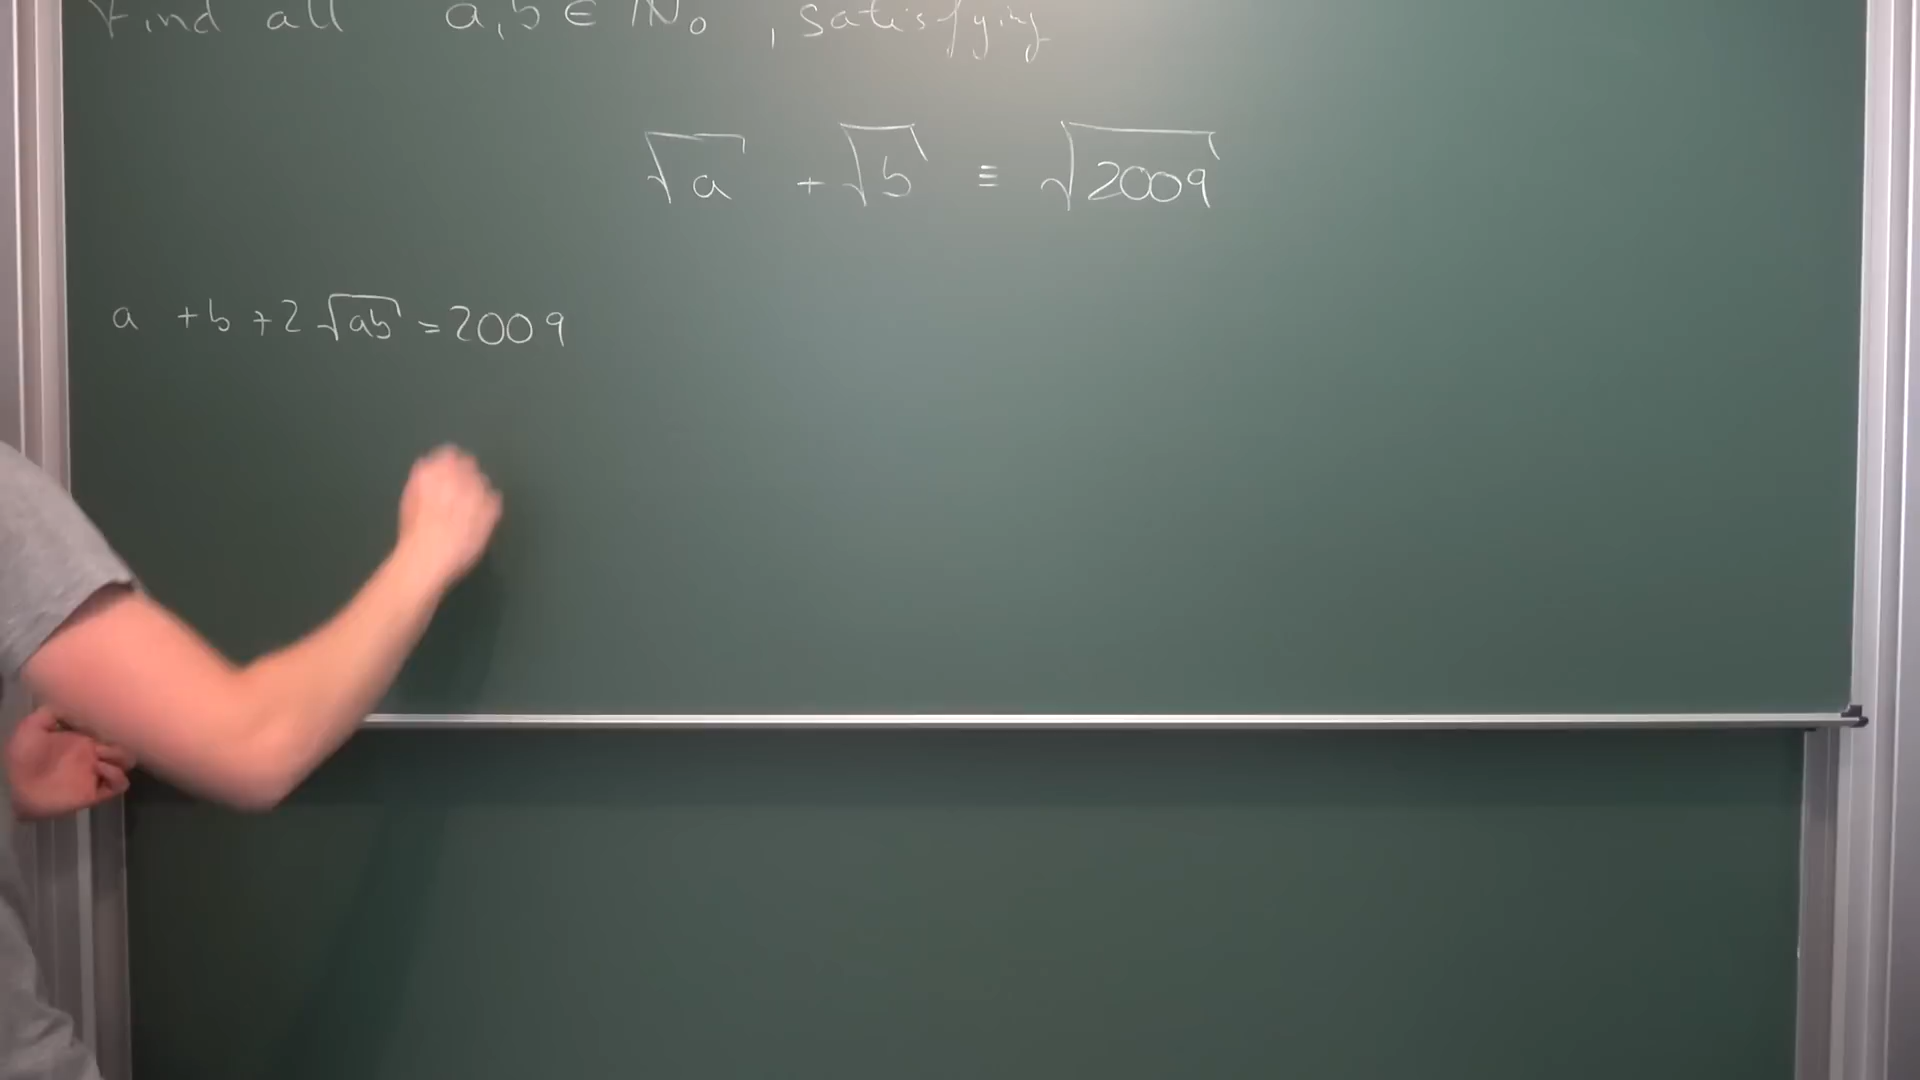 Find all a,b ∈ ℕ₀, satisfying
√a + √b ≡ √2009
a + b + 2√ab = 2009